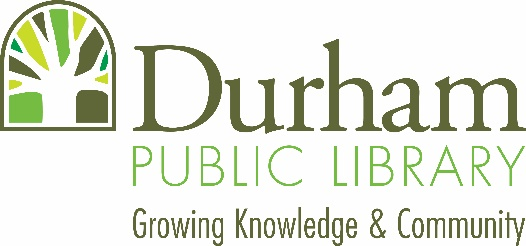 Durham
PUBLIC LIBRARY
Growing Knowledge & Community